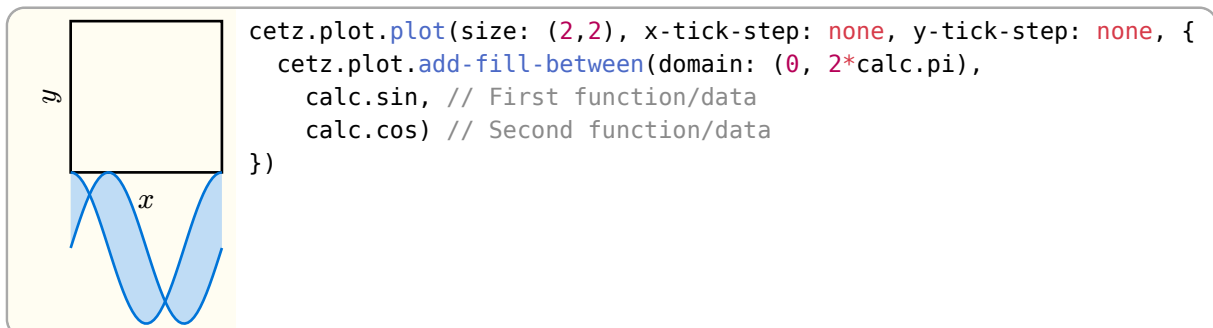 y
x
cetz.plot.plot(size: (2,2), x-tick-step: none, y-tick-step: none, {
  cetz.plot.add-fill-between(domain: (0, 2*calc.pi),
    calc.sin, // First function/data
    calc.cos) // Second function/data
})